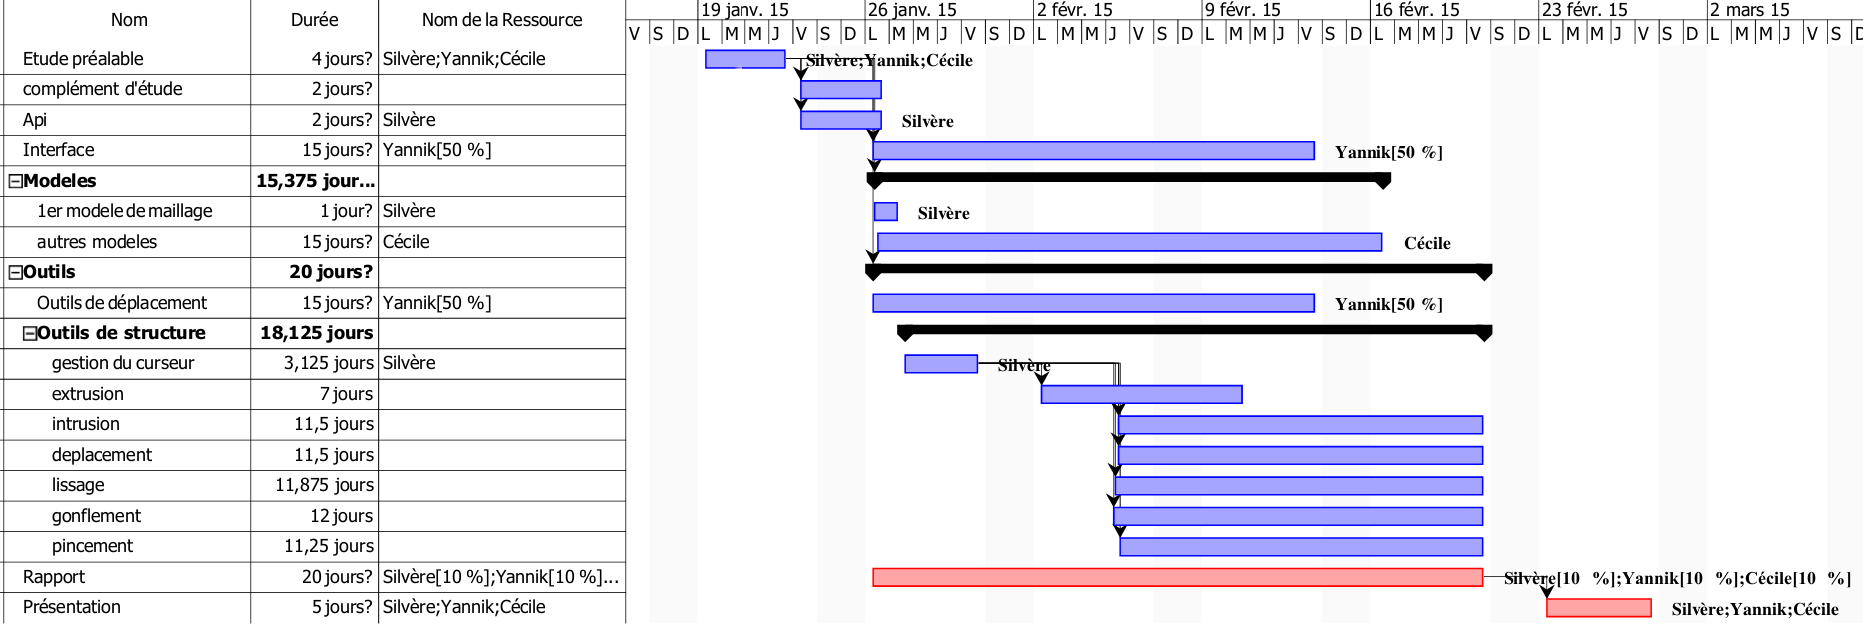 Nom Durée Nom de la Ressource
19 janv. 15 26 janv. 15 2 févr. 15 9 févr. 15 16 févr. 15 23 févr. 15 2 mars 15
V S D L M M J V S D L M M J V S D L M M J V S D L M M J V S D L M M J V S D L M M J V S D L M M J V S D
Etude préalable 4 jours? Silvère;Yannik;Cécile Silvère;Yannik;Cécile
complément d'étude 2 jours?
Api 2 jours? Silvère Silvère
Interface 15 jours? Yannik[50 %] Yannik[50 %]
Modeles 15,375 jour...
1er modele de maillage 1 jour? Silvère Silvère
autres modeles 15 jours? Cécile Cécile
Outils 20 jours?
Outils de déplacement 15 jours? Yannik[50 %] Yannik[50 %]
Outils de structure 18,125 jours
gestion du curseur 3,125 jours Silvère Silvère
extrusion 7 jours
intrusion 11,5 jours
deplacement 11,5 jours
lissage 11,875 jours
gonflement 12 jours
pincement 11,25 jours
Rapport 20 jours? Silvère[10 %];Yannik[10 %]... Silvère[10 %];Yannik[10 %];Cécile[10 %]
Présentation 5 jours? Silvère;Yannik;Cécile Silvère;Yannik;Cécile